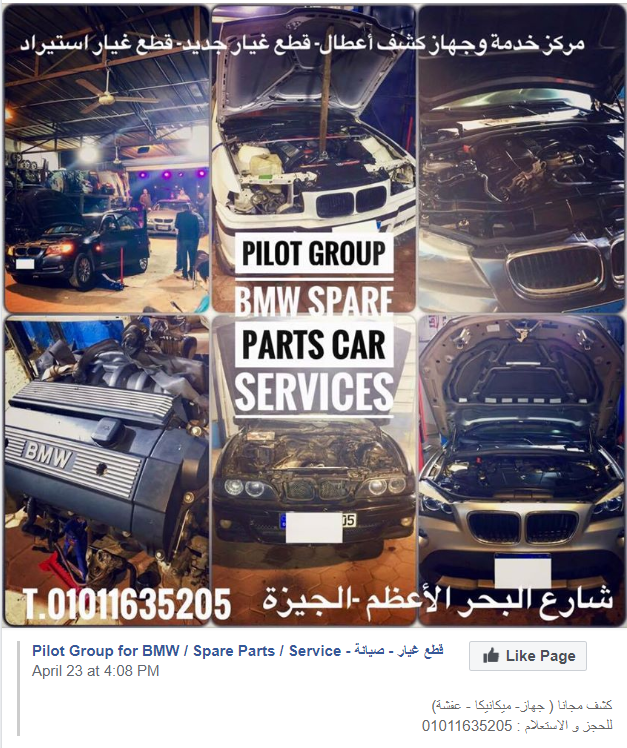 مركز خدمة وجهاز كشف أعطال- قطع غيار جديد- قطع غيار استيراد
PILOT GROUP
BMW SPARE
PARTS CAR
SERVICES
BMW
05
T.01011635205
شارع البحر الأعظم -الجيزة
Pilot Group for BMW / Spare Parts / Service - قطع غيار - صيانة
April 23 at 4:08 PM
Like Page
كشف مجانا ( جهاز- ميكانيكا - عفشة)
للحجز و الاستعلام : 01011635205